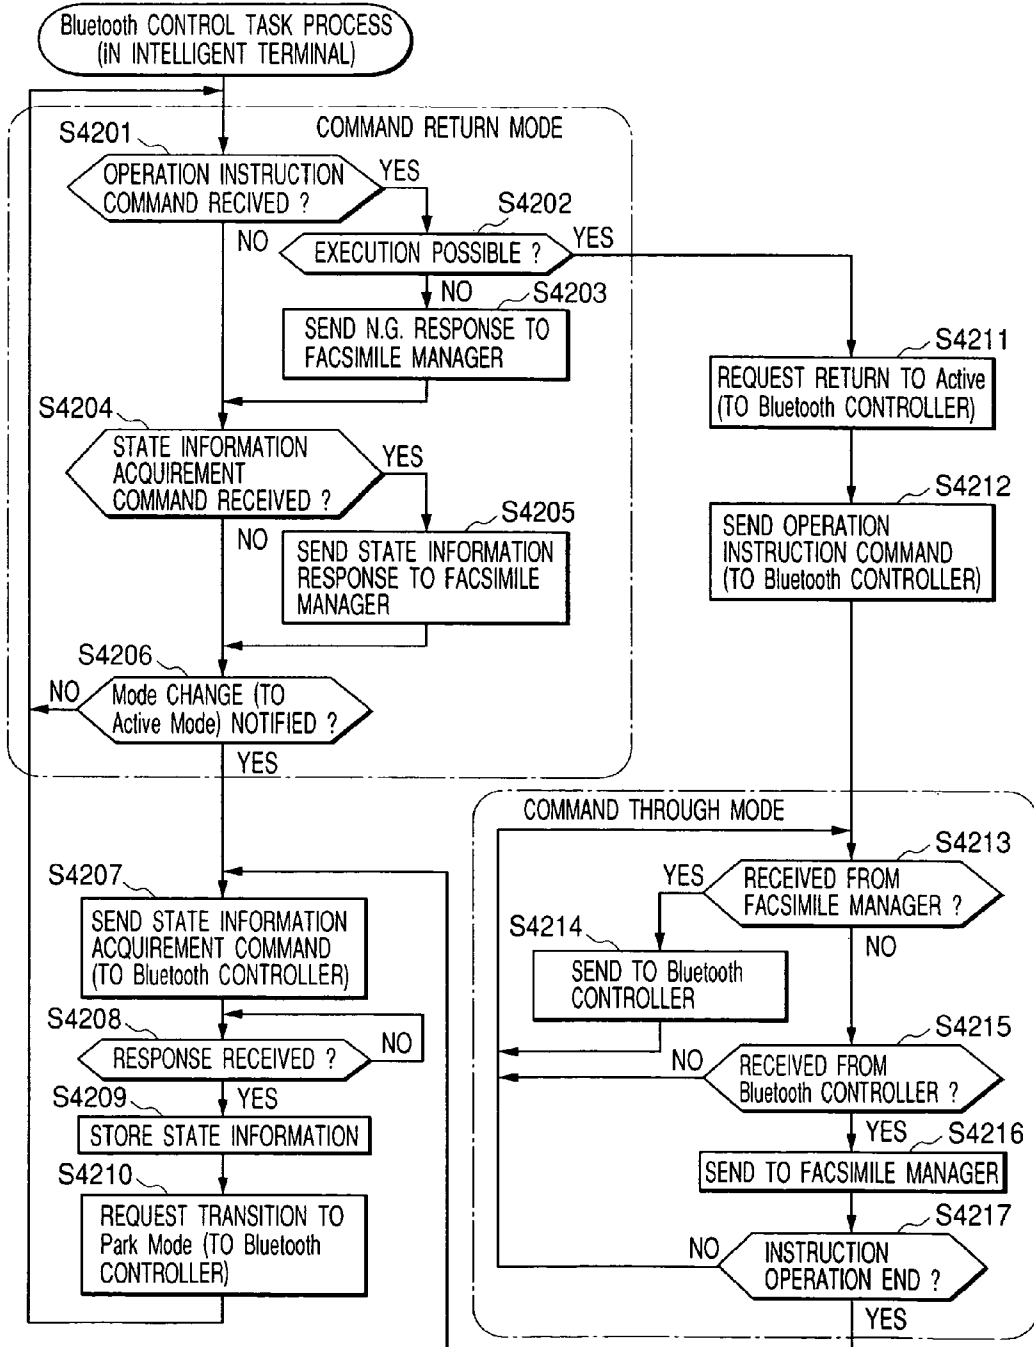 Bluetooth CONTROL TASK PROCESS
(iN INTELLIGENT TERMINAL)
COMMAND RETURN MODE
S4201
OPERATION INSTRUCTION
COMMAND RECIVED ?
YES
NO
S4202
EXECUTION POSSIBLE ?
YES
NO
S4203
SEND N.G. RESPONSE TO
FACSIMILE MANAGER
S4204
STATE INFORMATION
ACQUIREMENT
COMMAND RECEIVED ?
YES
NO
S4205
SEND STATE INFORMATION
RESPONSE TO FACSIMILE
MANAGER
S4206
Mode CHANGE (TO
Active Mode) NOTIFIED ?
NO
YES
S4207
SEND STATE INFORMATION
ACQUIREMENT COMMAND
(TO Bluetooth CONTROLLER)
S4208
RESPONSE RECEIVED ?
NO
YES
S4209
STORE STATE INFORMATION
S4210
REQUEST TRANSITION TO
Park Mode (TO Bluetooth
CONTROLLER)
S4211
REQUEST RETURN TO Active
(TO Bluetooth CONTROLLER)
S4212
SEND OPERATION
INSTRUCTION COMMAND
(TO Bluetooth CONTROLLER)
COMMAND THROUGH MODE
S4213
RECEIVED FROM
FACSIMILE MANAGER ?
YES
NO
S4214
SEND TO Bluetooth
CONTROLLER
S4215
RECEIVED FROM
Bluetooth CONTROLLER ?
NO
YES
S4216
SEND TO FACSIMILE MANAGER
S4217
INSTRUCTION
OPERATION END ?
NO
YES